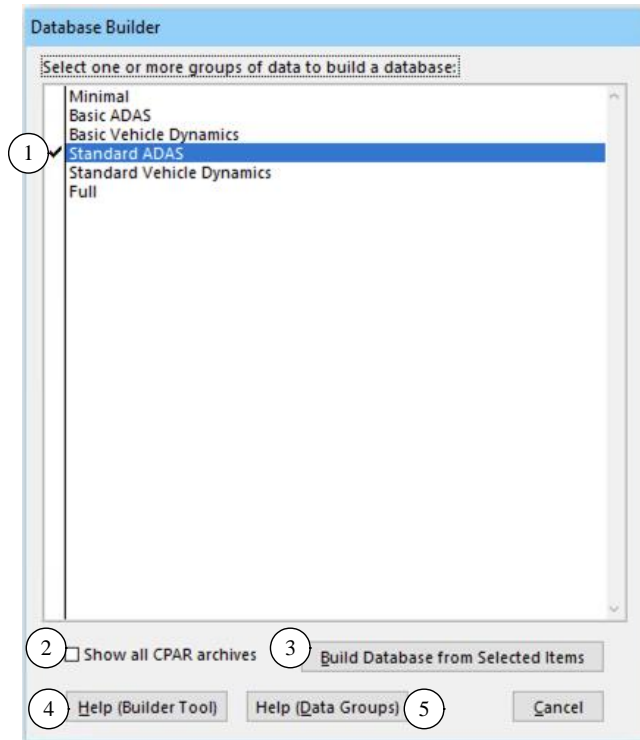 Database Builder
Select one or more groups of data to build a database:
Minimal
Basic ADAS
Basic Vehicle Dynamics
1 Standard ADAS
Standard Vehicle Dynamics
Full
2 Show all CPAR archives 3 Build Database from Selected Items
4 Help (Builder Tool) Help (Data Groups) 5 Cancel